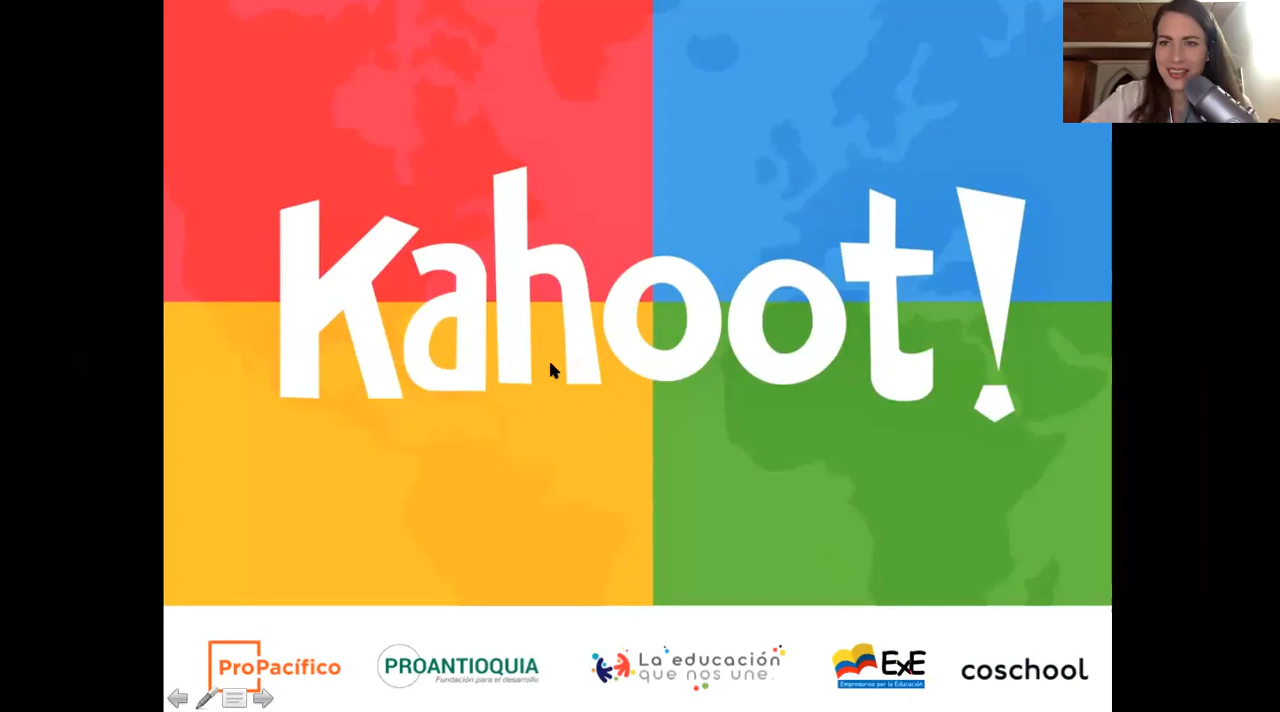 Kahoot!
ProPacífico
PROANTIOQUIA
Fundación para el desarrollo
La educación
que nos une.
ExE
Empresarios por la Educación
coschool